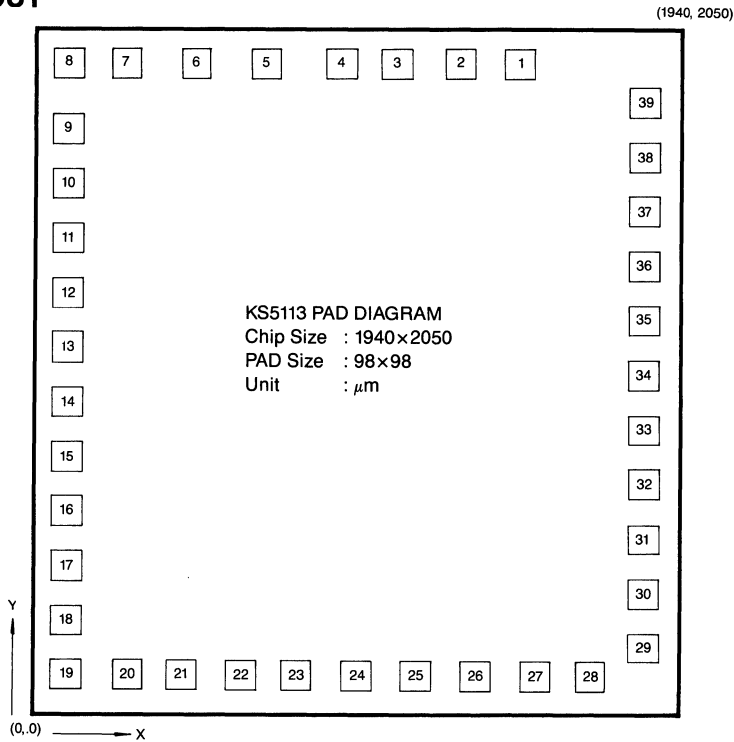 (1940, 2050)
8 7 6 5 4 3 2 1
39
9
38
10
37
11
36
12
KS5113 PAD DIAGRAM
35
Chip Size : 1940×2050
13
PAD Size : 98×98
34
Unit : μm
14
33
15
32
16
31
17
30
Y
18
29
19 20 21 22 23 24 25 26 27 28
(0,.0)
X